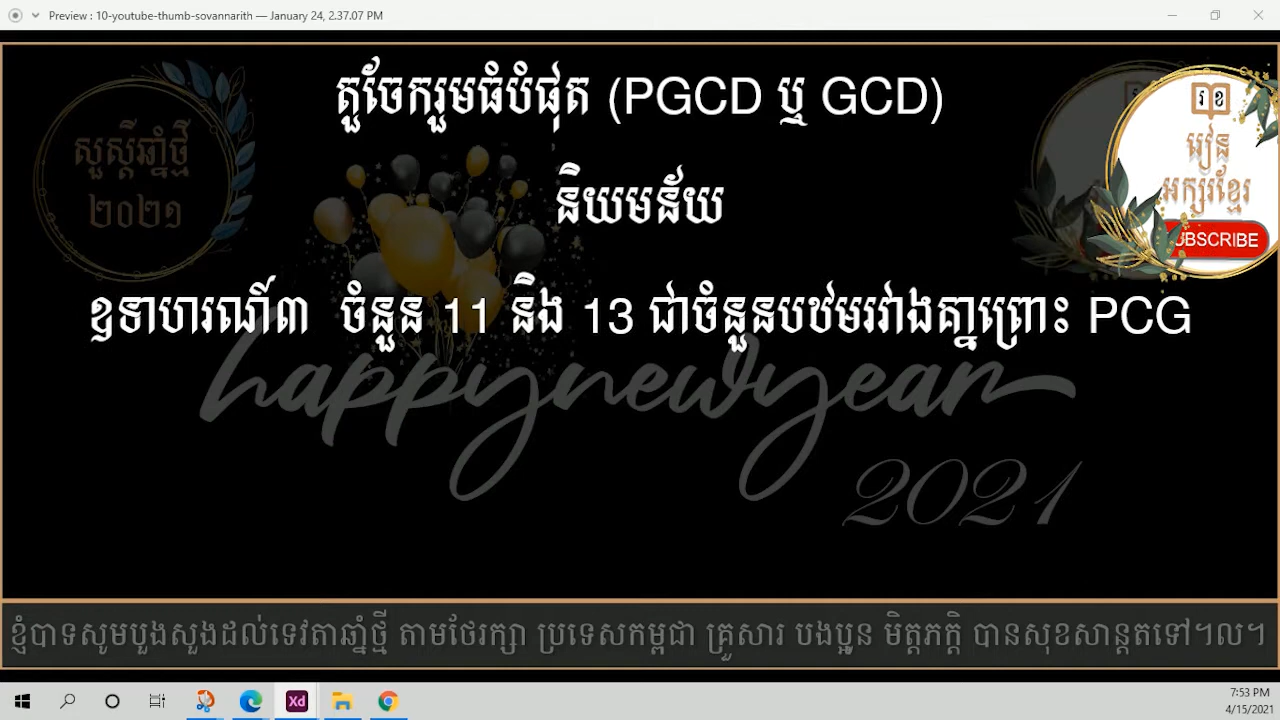 Preview : 10-youtube-thumb-sovannarith — January 24, 2.37.07 PM
តួចែករួមធំបំផុត (PGCD ឬ GCD)
សួស្តីឆ្នាំថ្មី
២០២១
រៀន
អក្សរខ្មែរ
UBSCRIBE
និយមន័យ
ឧទាហរណ៍៣ ចំនួន 11 និង 13 ជាចំនួនបឋមរវាងគ្នាព្រោះ PCG
happy new year
2021
ខ្ញុំបាទសូមបួងសួងដល់ទេវតាឆ្នាំថ្មី តាមថែរក្សា ប្រទេសកម្ពុជា គ្រួសារ បងប្អូន មិត្តភក្តិ បានសុខសាន្តតទៅ។ល។
Xd
7:53 PM
4/15/2021